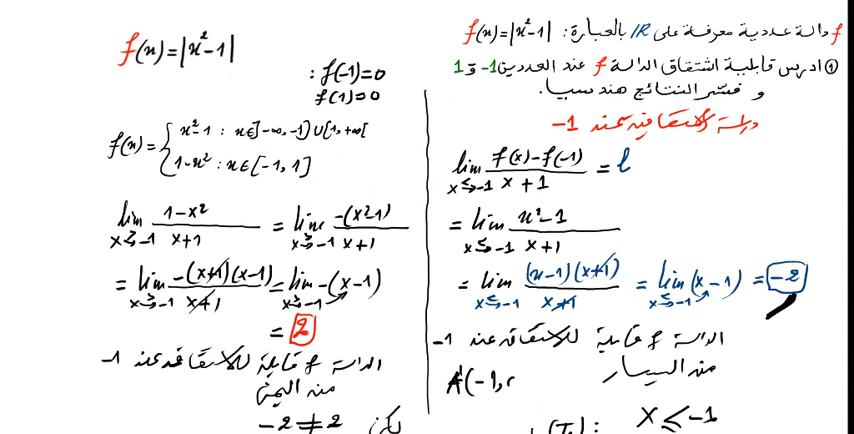 f دالة عددية معرفة على IR بالعبارة: f(x)=|x²-1|
① ادرس قابلية اشتقاق الدالة f عند العددين 1- و 1
و فسّر النتائج هندسيا.
دراسة الاشتقاقية عند 1-
lim x≤→-1 (f(x)-f(-1))/(x+1) = l
= lim x≤→-1 (x²-1)/(x+1)
= lim x≤→-1 ((x-1)(x+1))/(x+1) = lim x≤→-1 (x-1) = -2
الدالة f قابلة للاشتقاق عند 1-
من اليسار
A(-1,
x≤-1
f(x)=|x²-1|
: f(-1)=0
f(1)=0
f(x)={ x²-1 : x∈]-∞,-1]∪[1,+∞[
1-x² : x∈[-1,1]
lim x≥→-1 (1-x²)/(x+1) = lim x≥→-1 (-(x²-1))/(x+1)
= lim x≥→-1 (-(x+1)(x-1))/(x+1) = lim x≥→-1 -(x-1)
= 2
الدالة f قابلة للاشتقاق عند 1-
من اليمين
لكن -2≠2